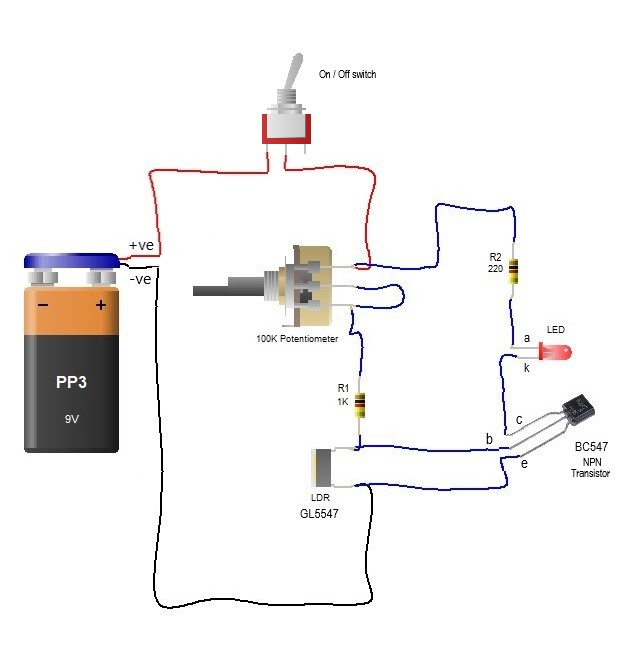 On / Off switch
+ve
-ve
− +
PP3
9V
100K Potentiometer
R2
220
LED
a
k
R1
1K
c
b
e
BC547
NPN
Transistor
LDR
GL5547